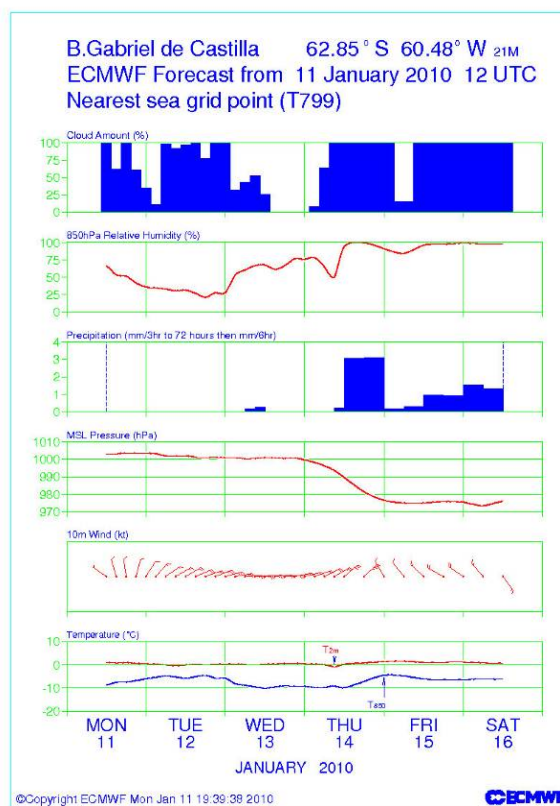 B.Gabriel de Castilla 62.85° S 60.48° W 21M
ECMWF Forecast from 11 January 2010 12 UTC
Nearest sea grid point (T799)
Cloud Amount (%)
100
75
50
25
0
850hPa Relative Humidity (%)
100
75
50
25
0
Precipitation (mm/3hr to 72 hours then mm/6hr)
4
3
2
1
0
MSL Pressure (hPa)
1010
1000
990
980
970
10m Wind (kt)
Temperature (°C)
10
0
-10
-20
T2m
T850
MON TUE WED THU FRI SAT
11 12 13 14 15 16
JANUARY 2010
©Copyright ECMWF Mon Jan 11 19:39:38 2010
ECMWF